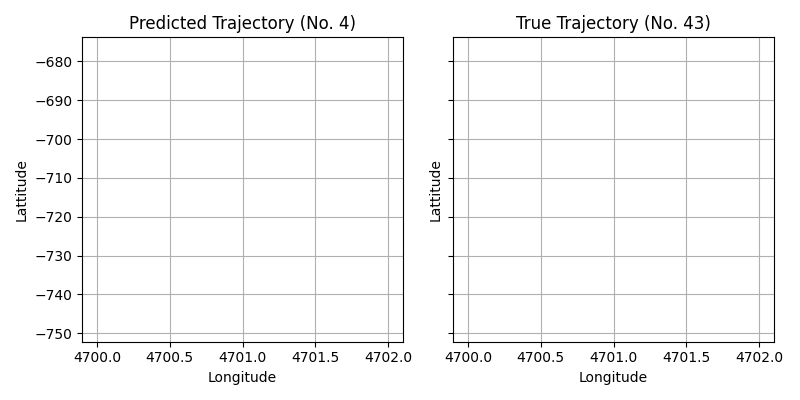 Predicted Trajectory (No. 4)
True Trajectory (No. 43)
−680
−690
−700
−710
−720
−730
−740
−750
Lattitude
Lattitude
4700.0 4700.5 4701.0 4701.5 4702.0
4700.0 4700.5 4701.0 4701.5 4702.0
Longitude
Longitude